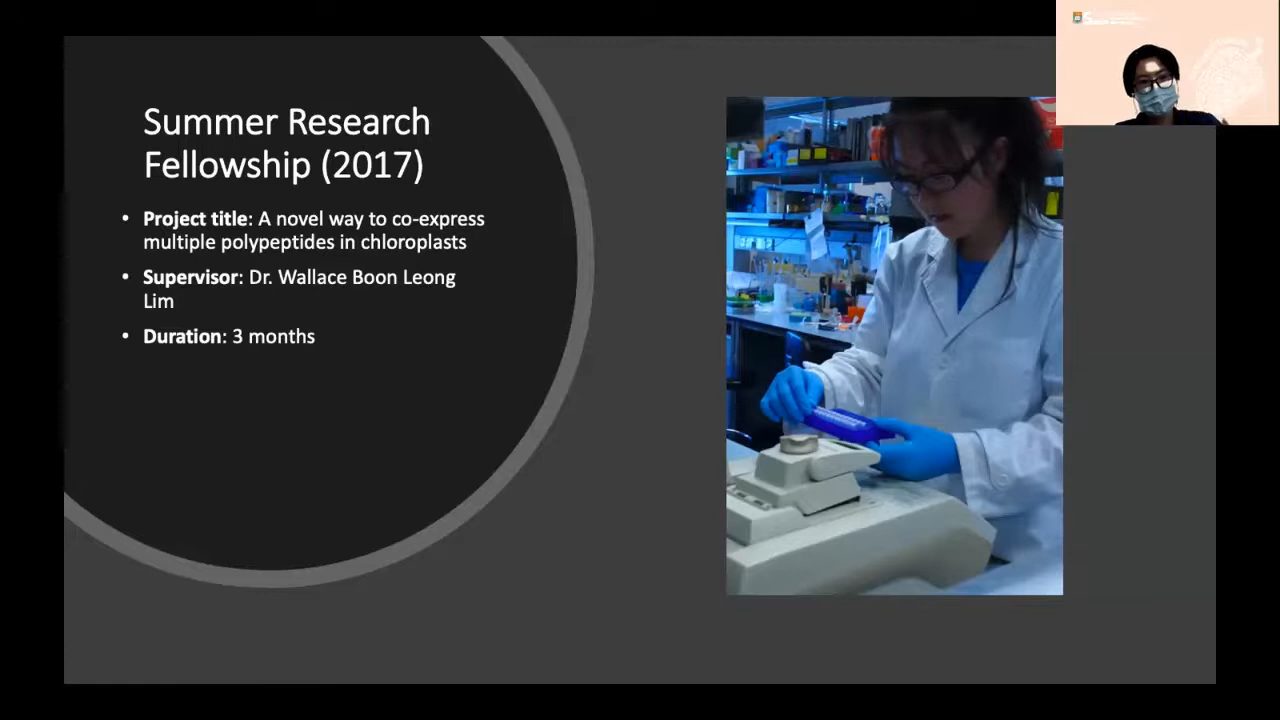 Summer Research
Fellowship (2017)
• Project title: A novel way to co-express
multiple polypeptides in chloroplasts
• Supervisor: Dr. Wallace Boon Leong
Lim
• Duration: 3 months